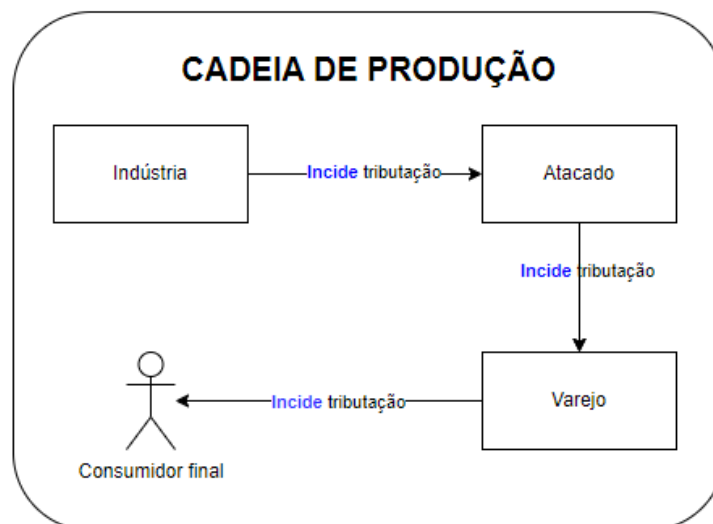 CADEIA DE PRODUÇÃO
Indústria
Incide tributação
Atacado
Incide tributação
Varejo
Incide tributação
Consumidor final